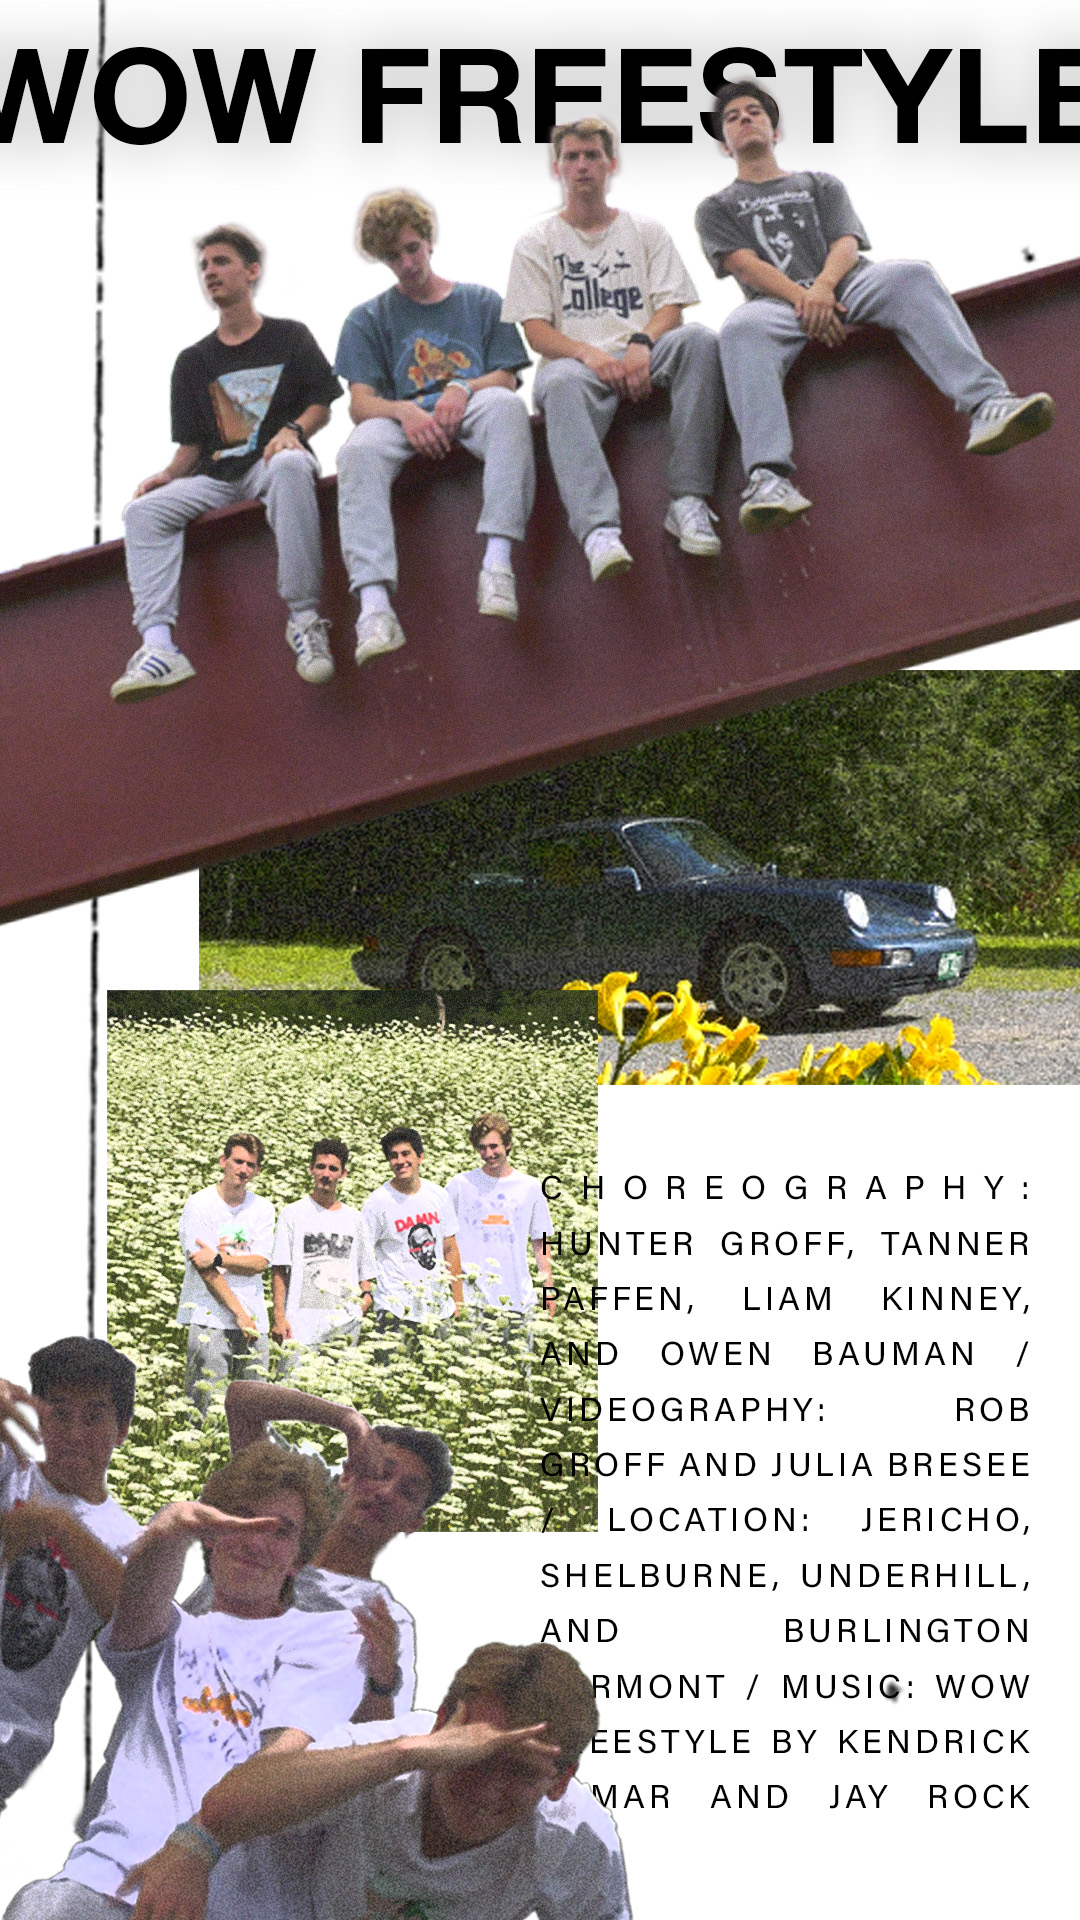 WOW FREESTYLE
The
College
DAMN.
CHOREOGRAPHY:
HUNTER GROFF, TANNER
PAFFEN, LIAM KINNEY,
AND OWEN BAUMAN /
VIDEOGRAPHY: ROB
GROFF AND JULIA BRESEE
/ LOCATION: JERICHO,
SHELBURNE, UNDERHILL,
AND BURLINGTON
RMONT / MUSIC: WOW
EESTYLE BY KENDRICK
MAR AND JAY ROCK